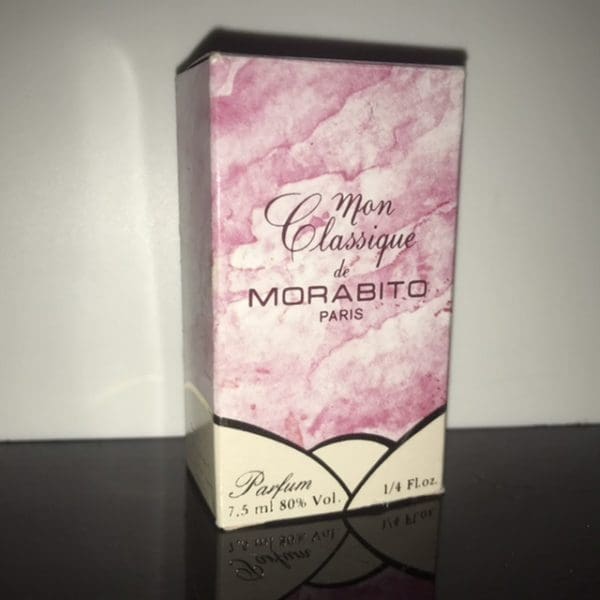 Mon
Classique
de
MORABITO
PARIS
Parfum
7.5 ml 80% Vol.
1/4 Fl.oz.